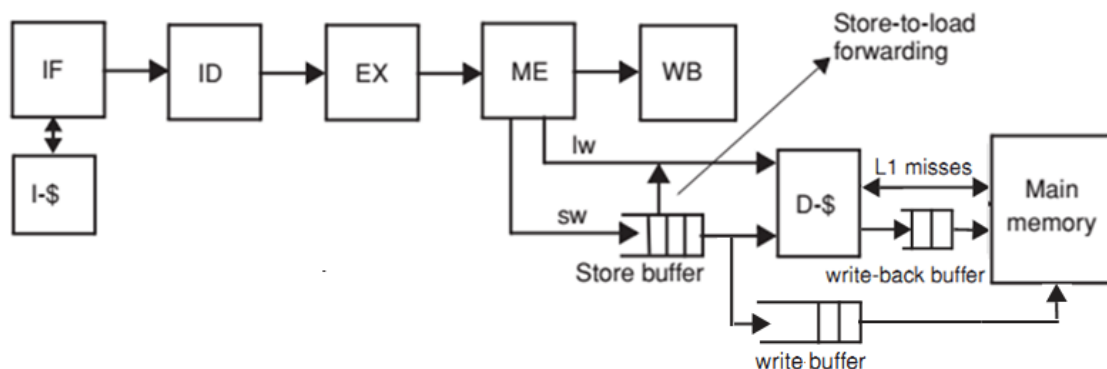 Store-to-load
forwarding
IF
ID
EX
ME
WB
I-$
lw
sw
Store buffer
D-$
L1 misses
Main
memory
write-back buffer
write buffer